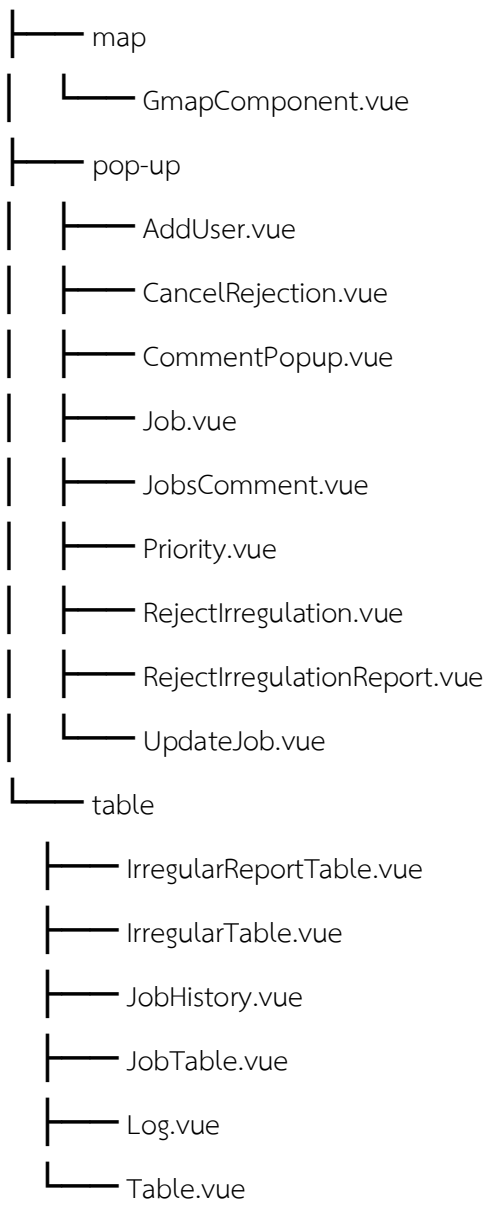 map
GmapComponent.vue
pop-up
AddUser.vue
CancelRejection.vue
CommentPopup.vue
Job.vue
JobsComment.vue
Priority.vue
RejectIrregulation.vue
RejectIrregulationReport.vue
UpdateJob.vue
table
IrregularReportTable.vue
IrregularTable.vue
JobHistory.vue
JobTable.vue
Log.vue
Table.vue